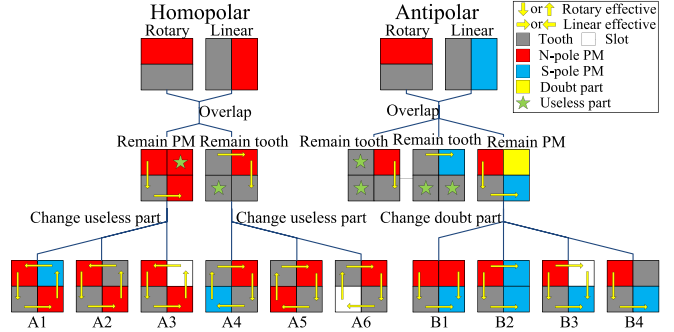 Homopolar
Antipolar
Rotary Linear
Rotary Linear
or Rotary effective
or Linear effective
Tooth Slot
N-pole PM
S-pole PM
Doubt part
Useless part
Overlap
Overlap
Remain PM
Remain tooth
Remain tooth
Remain tooth
Remain PM
Change useless part
Change useless part
Change doubt part
A1 A2 A3 A4 A5 A6 B1 B2 B3 B4